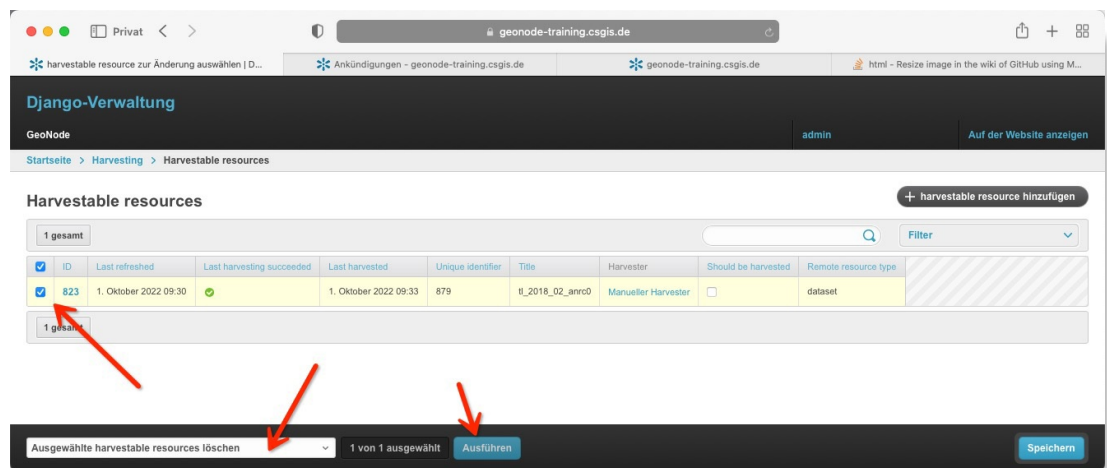 Privat
geonode-training.csgis.de
harvestable resource zur Änderung auswählen | D...
Ankündigungen - geonode-training.csgis.de
geonode-training.csgis.de
html - Resize image in the wiki of GitHub using M...
Django-Verwaltung
GeoNode admin Auf der Website anzeigen
Startseite > Harvesting > Harvestable resources
Harvestable resources
+ harvestable resource hinzufügen
1 gesamt
Filter
ID Last refreshed Last harvesting succeeded Last harvested Unique identifier Title Harvester Should be harvested Remote resource type
823 1. Oktober 2022 09:30 1. Oktober 2022 09:33 879 tl_2018_02_anrc0 Manueller Harvester dataset
1 gesamt
Ausgewählte harvestable resources löschen 1 von 1 ausgewählt Ausführen Speichern